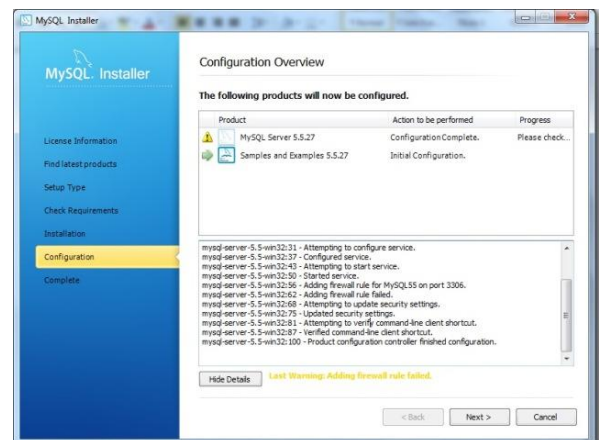 MySQL Installer
MySQL. Installer
License Information
Find latest products
Setup Type
Check Requirements
Installation
Configuration
Complete
Configuration Overview
The following products will now be configured.
Product Action to be performed Progress
MySQL Server 5.5.27 Configuration Complete. Please check...
Samples and Examples 5.5.27 Initial Configuration.
mysql-server-5.5-win32:31 - Attempting to configure service.
mysql-server-5.5-win32:37 - Configured service.
mysql-server-5.5-win32:43 - Attempting to start service.
mysql-server-5.5-win32:50 - Started service.
mysql-server-5.5-win32:56 - Adding firewall rule for MySQL55 on port 3306.
mysql-server-5.5-win32:62 - Adding firewall rule failed.
mysql-server-5.5-win32:68 - Attempting to update security settings.
mysql-server-5.5-win32:75 - Updated security settings.
mysql-server-5.5-win32:81 - Attempting to verify command-line client shortcut.
mysql-server-5.5-win32:87 - Verified command-line client shortcut.
mysql-server-5.5-win32:100 - Product configuration controller finished configuration.
Hide Details Last Warning: Adding firewall rule failed.
< Back Next > Cancel